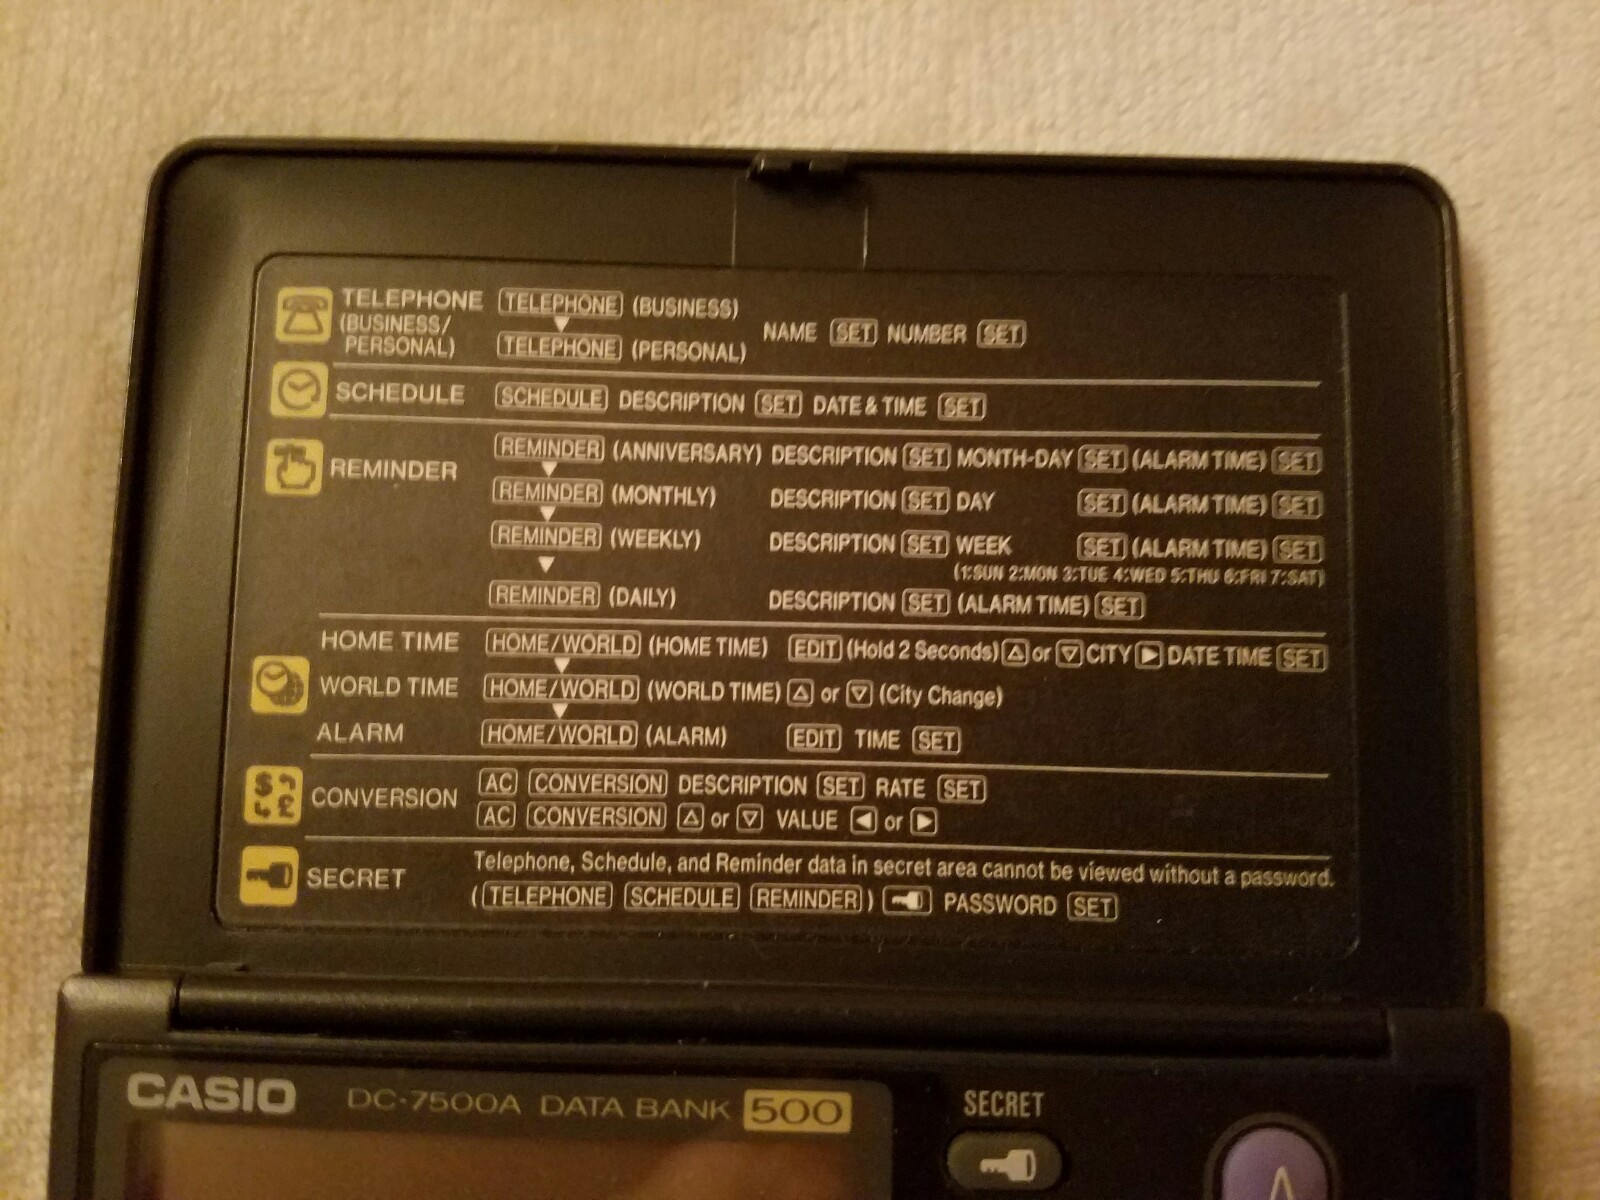 TELEPHONE TELEPHONE (BUSINESS)
(BUSINESS/ NAME SET NUMBER SET
PERSONAL) TELEPHONE (PERSONAL)
SCHEDULE SCHEDULE DESCRIPTION SET DATE & TIME SET
REMINDER REMINDER (ANNIVERSARY) DESCRIPTION SET MONTH-DAY SET (ALARM TIME) SET
REMINDER (MONTHLY) DESCRIPTION SET DAY SET (ALARM TIME) SET
REMINDER (WEEKLY) DESCRIPTION SET WEEK SET (ALARM TIME) SET
(1:SUN 2:MON 3:TUE 4:WED 5:THU 6:FRI 7:SAT)
REMINDER (DAILY) DESCRIPTION SET (ALARM TIME) SET
HOME TIME HOME/WORLD (HOME TIME) EDIT (Hold 2 Seconds) △ or ▽ CITY ▶ DATE TIME SET
WORLD TIME HOME/WORLD (WORLD TIME) △ or ▽ (City Change)
ALARM HOME/WORLD (ALARM) EDIT TIME SET
$ £ CONVERSION AC CONVERSION DESCRIPTION SET RATE SET
AC CONVERSION △ or ▽ VALUE ◀ or ▶
SECRET Telephone, Schedule, and Reminder data in secret area cannot be viewed without a password.
(TELEPHONE SCHEDULE REMINDER) PASSWORD SET
CASIO DC-7500A DATA BANK 500
SECRET
A